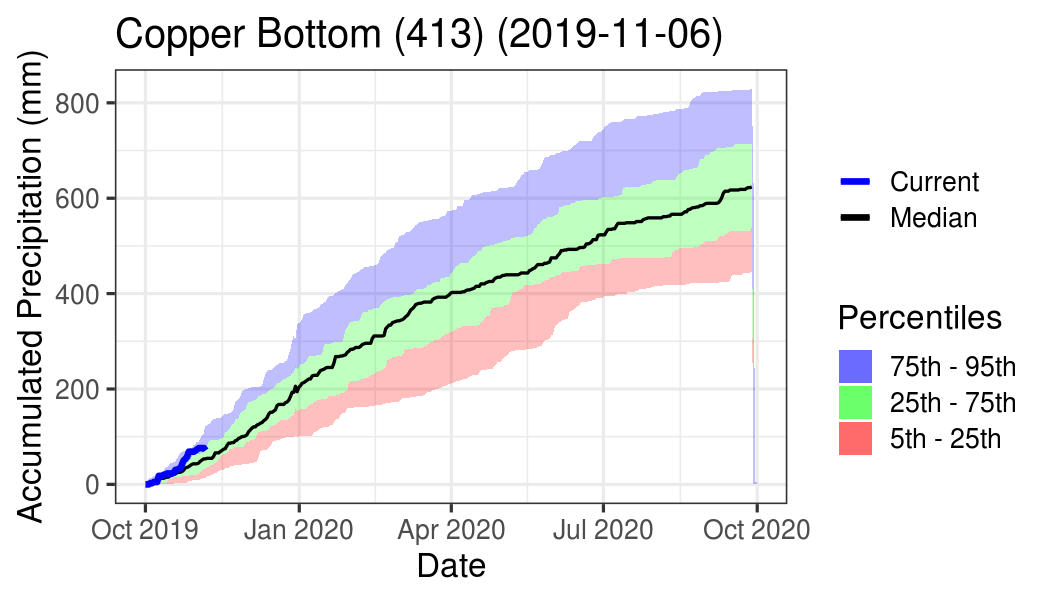 Copper Bottom (413) (2019-11-06)
Accumulated Precipitation (mm)
800
600
400
200
0
Oct 2019
Jan 2020
Apr 2020
Jul 2020
Oct 2020
Date
Current
Median
Percentiles
75th - 95th
25th - 75th
5th - 25th